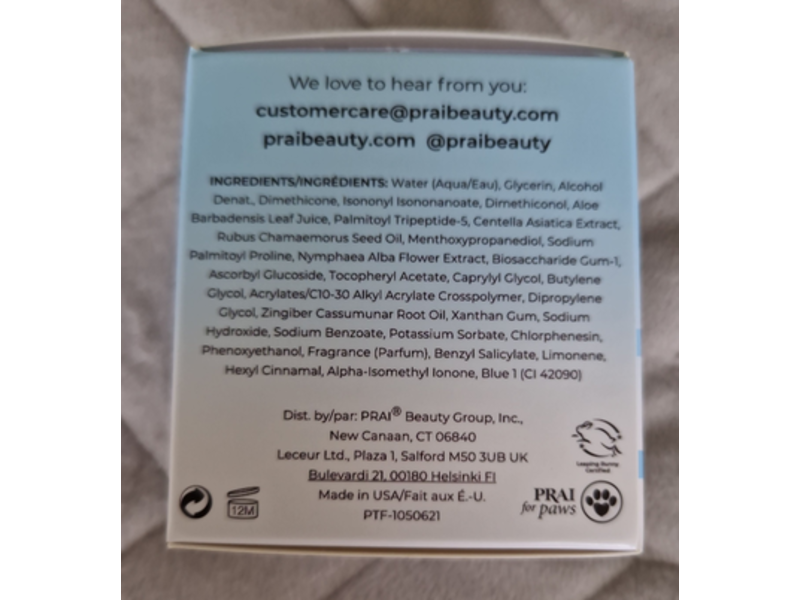 We love to hear from you:
customercare@praibeauty.com
praibeauty.com @praibeauty
INGREDIENTS/INGRÉDIENTS: Water (Aqua/Eau), Glycerin, Alcohol
Denat., Dimethicone, Isononyl Isononanoate, Dimethiconol, Aloe
Barbadensis Leaf Juice, Palmitoyl Tripeptide-5, Centella Asiatica Extract,
Rubus Chamaemorus Seed Oil, Menthoxypropanediol, Sodium
Palmitoyl Proline, Nymphaea Alba Flower Extract, Biosaccharide Gum-1,
Ascorbyl Glucoside, Tocopheryl Acetate, Caprylyl Glycol, Butylene
Glycol, Acrylates/C10-30 Alkyl Acrylate Crosspolymer, Dipropylene
Glycol, Zingiber Cassumunar Root Oil, Xanthan Gum, Sodium
Hydroxide, Sodium Benzoate, Potassium Sorbate, Chlorphenesin,
Phenoxyethanol, Fragrance (Parfum), Benzyl Salicylate, Limonene,
Hexyl Cinnamal, Alpha-Isomethyl Ionone, Blue 1 (CI 42090)
Dist. by/par: PRAI® Beauty Group, Inc.,
New Canaan, CT 06840
Leceur Ltd., Plaza 1, Salford M50 3UB UK
Bulevardi 21, 00180 Helsinki FI
Made in USA/Fait aux É.-U.
PTF-1050621
12M
Leaping Bunny
Certified
PRAI
for paws